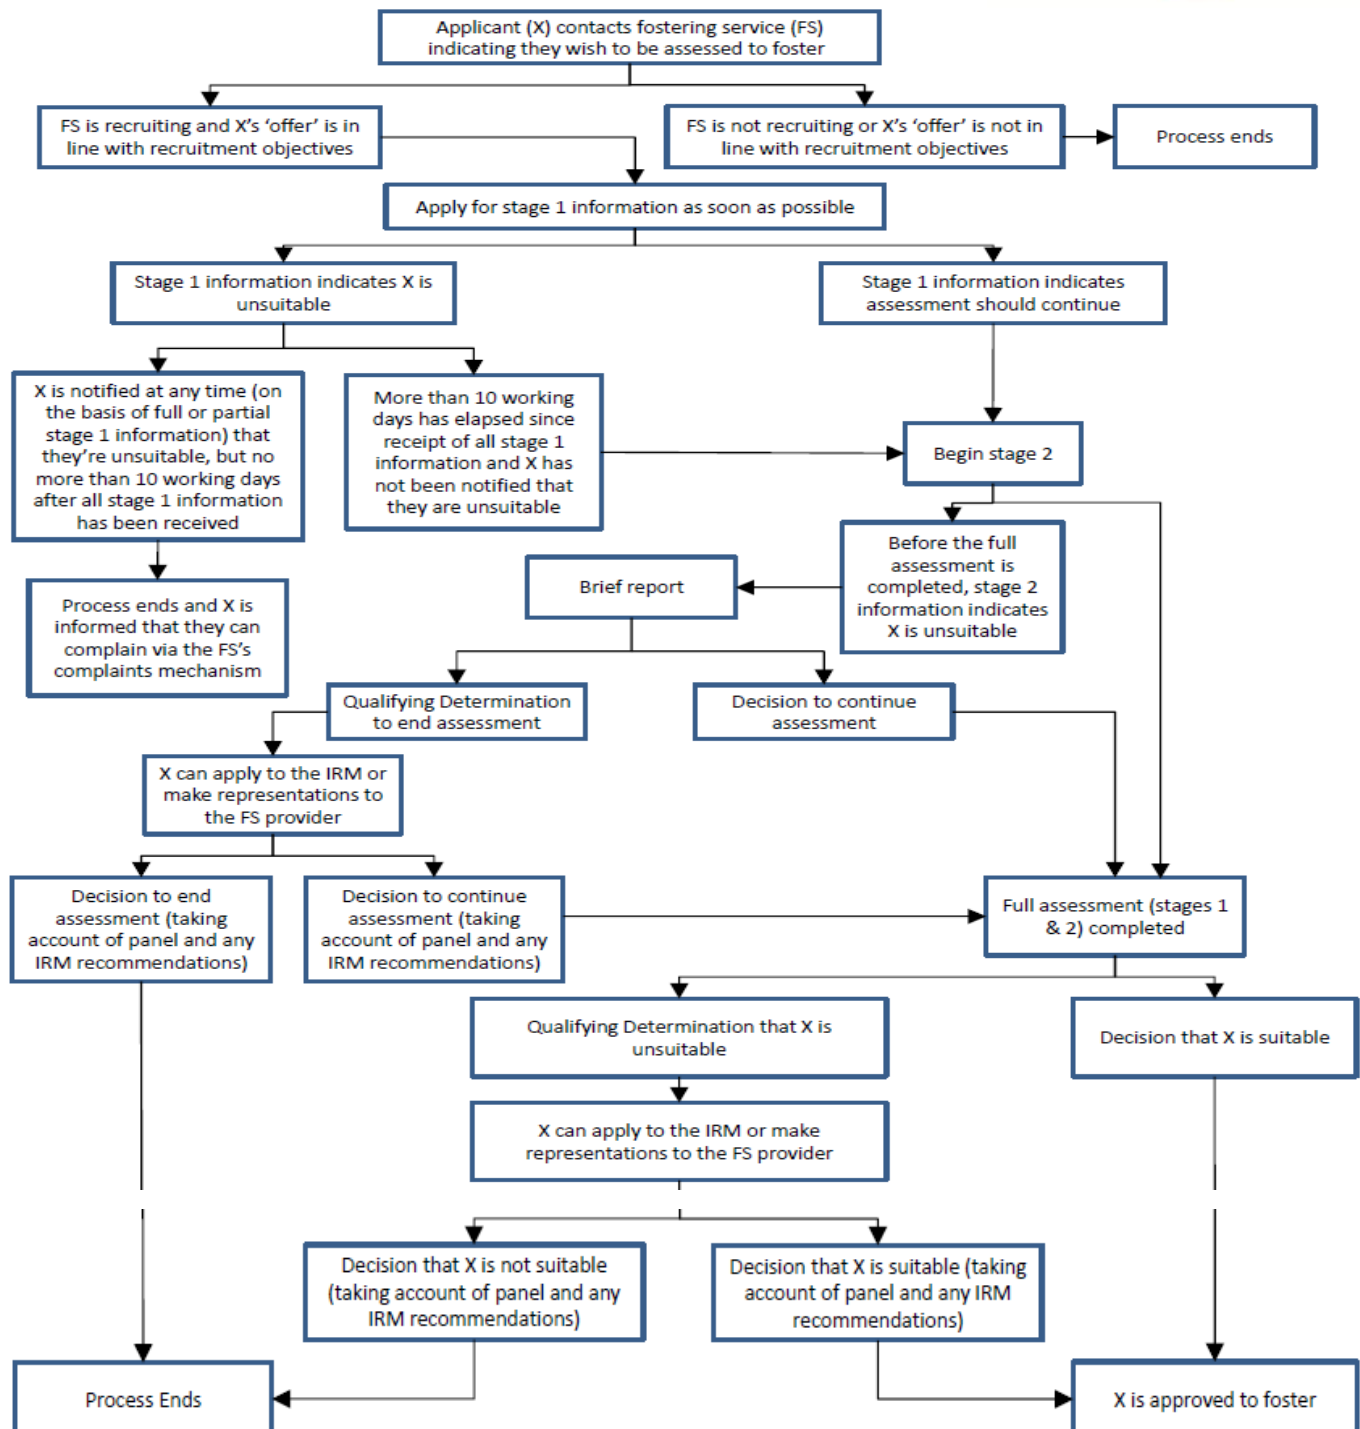 Applicant (X) contacts fostering service (FS)
indicating they wish to be assessed to foster
FS is recruiting and X's 'offer' is in
line with recruitment objectives
FS is not recruiting or X's 'offer' is not in
line with recruitment objectives
Process ends
Apply for stage 1 information as soon as possible
Stage 1 information indicates X is
unsuitable
Stage 1 information indicates
assessment should continue
X is notified at any time (on
the basis of full or partial
stage 1 information) that
they're unsuitable, but no
more than 10 working days
after all stage 1 information
has been received
More than 10 working
days has elapsed since
receipt of all stage 1
information and X has
not been notified that
they are unsuitable
Begin stage 2
Before the full
assessment is
completed, stage 2
information indicates
X is unsuitable
Brief report
Process ends and X is
informed that they can
complain via the FS's
complaints mechanism
Qualifying Determination
to end assessment
Decision to continue
assessment
X can apply to the IRM or
make representations to
the FS provider
Decision to end
assessment (taking
account of panel and any
IRM recommendations)
Decision to continue
assessment (taking
account of panel and any
IRM recommendations)
Full assessment (stages 1
& 2) completed
Qualifying Determination that X is
unsuitable
Decision that X is suitable
X can apply to the IRM or make
representations to the FS provider
Decision that X is not suitable
(taking account of panel and any
IRM recommendations)
Decision that X is suitable (taking
account of panel and any IRM
recommendations)
Process Ends
X is approved to foster